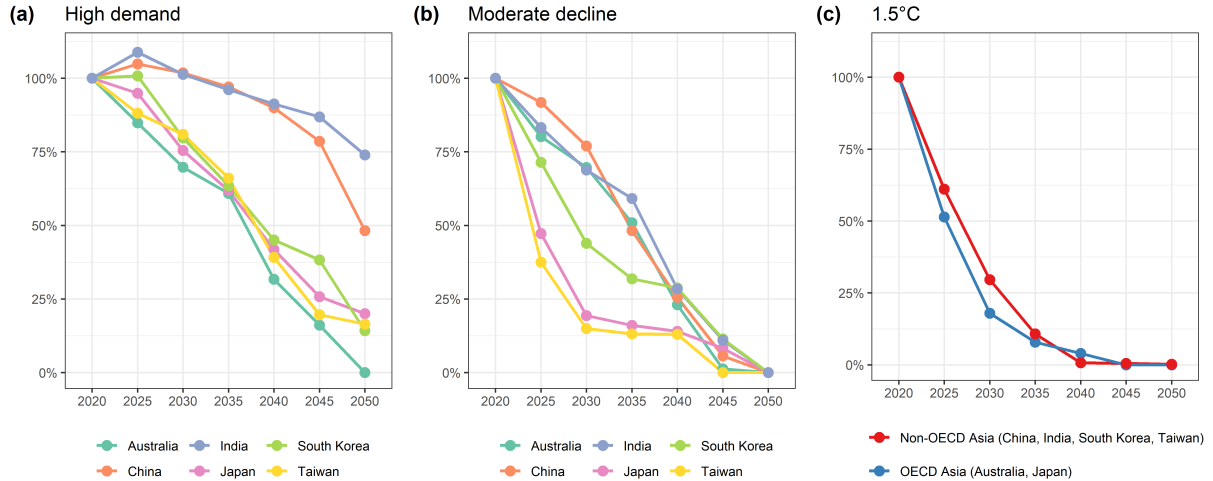 (a) High demand
100%
75%
50%
25%
0%
2020 2025 2030 2035 2040 2045 2050
Australia India South Korea
China Japan Taiwan
(b) Moderate decline
100%
75%
50%
25%
0%
2020 2025 2030 2035 2040 2045 2050
Australia India South Korea
China Japan Taiwan
(c) 1.5°C
100%
75%
50%
25%
0%
2020 2025 2030 2035 2040 2045 2050
Non-OECD Asia (China, India, South Korea, Taiwan)
OECD Asia (Australia, Japan)